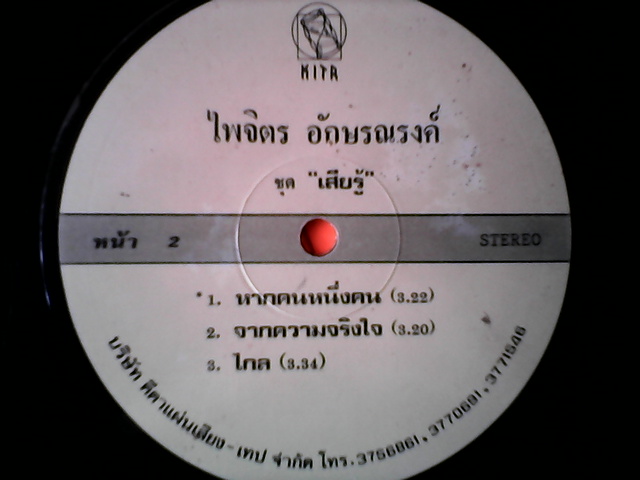 KITA
ไพจิตร อักษรณรงค์
ชุด "เสียรู้"
หน้า 2
STEREO
*1. หากคนหนึ่งคน (3.22)
2. จากความจริงใจ (3.20)
3. ไกล (3.34)
บริษัท คีตาแผ่นเสียง-เทป จำกัด โทร.3756861, 3770691, 3771546